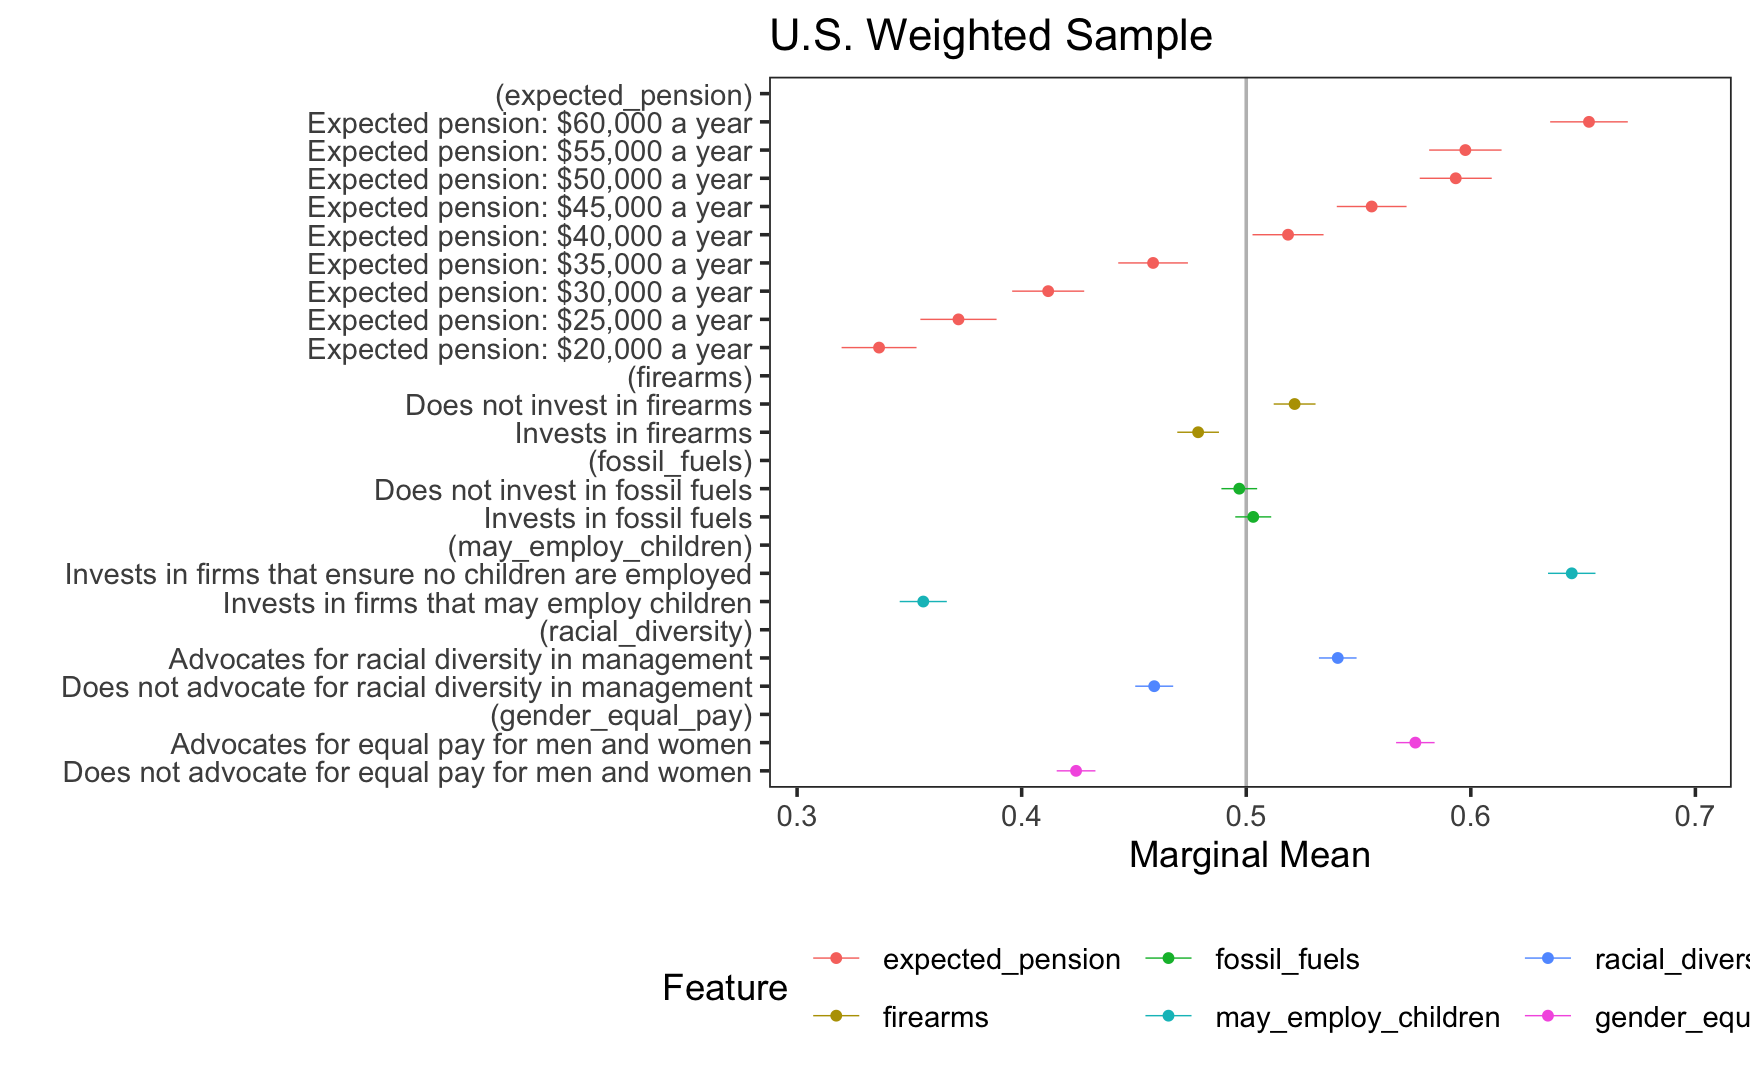 U.S. Weighted Sample
(expected_pension)
Expected pension: $60,000 a year
Expected pension: $55,000 a year
Expected pension: $50,000 a year
Expected pension: $45,000 a year
Expected pension: $40,000 a year
Expected pension: $35,000 a year
Expected pension: $30,000 a year
Expected pension: $25,000 a year
Expected pension: $20,000 a year
(firearms)
Does not invest in firearms
Invests in firearms
(fossil_fuels)
Does not invest in fossil fuels
Invests in fossil fuels
(may_employ_children)
Invests in firms that ensure no children are employed
Invests in firms that may employ children
(racial_diversity)
Advocates for racial diversity in management
Does not advocate for racial diversity in management
(gender_equal_pay)
Advocates for equal pay for men and women
Does not advocate for equal pay for men and women
0.3 0.4 0.5 0.6 0.7
Marginal Mean
Feature
expected_pension fossil_fuels racial_divers
firearms may_employ_children gender_equ